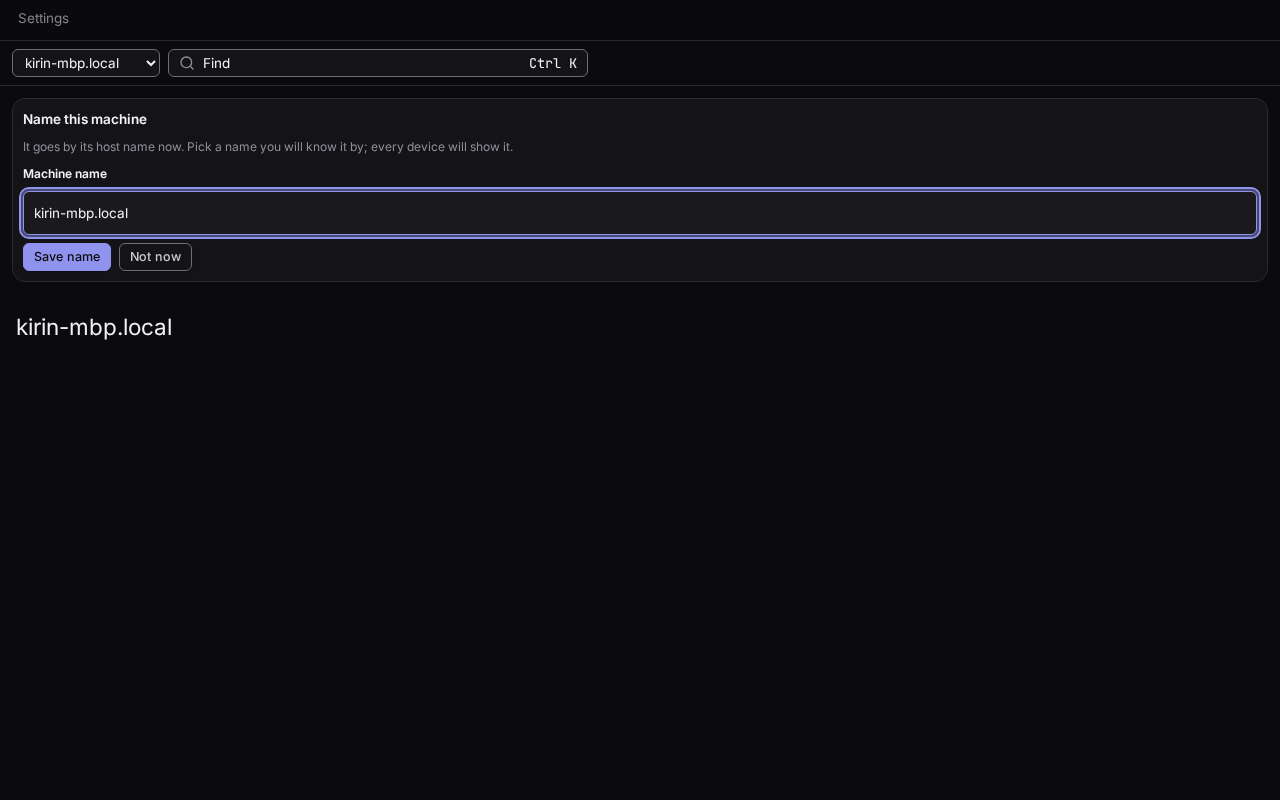 Settings
kirin-mbp.local Find Ctrl K
Name this machine
It goes by its host name now. Pick a name you will know it by; every device will show it.
Machine name
kirin-mbp.local
Save name Not now
kirin-mbp.local